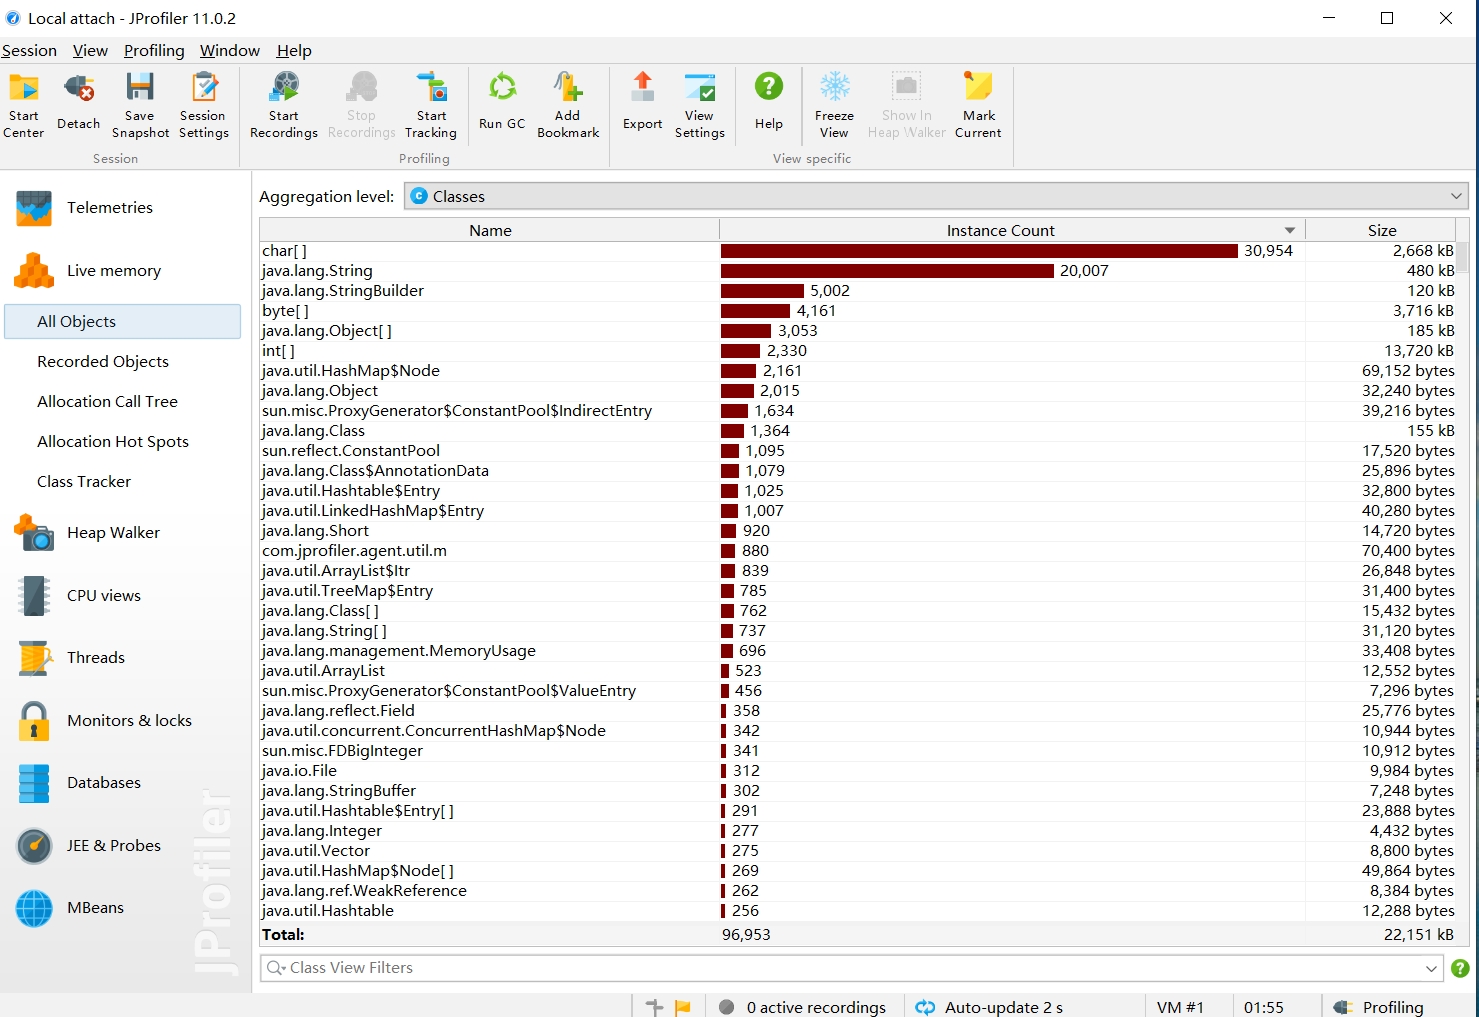 Local attach - JProfiler 11.0.2
Session View Profiling Window Help
Start Center
Detach
Save Snapshot
Session Settings
Start Recordings
Stop Recordings
Start Tracking
Run GC
Add Bookmark
Export
View Settings
Help
Freeze View
Show In Heap Walker
Mark Current
Session
Profiling
View specific
Telemetries
Live memory
All Objects
Recorded Objects
Allocation Call Tree
Allocation Hot Spots
Class Tracker
Heap Walker
CPU views
Threads
Monitors & locks
Databases
JEE & Probes
MBeans
JProfiler
Aggregation level: Classes
Name Instance Count Size
char[] 30,954 2,668 kB
java.lang.String 20,007 480 kB
java.lang.StringBuilder 5,002 120 kB
byte[] 4,161 3,716 kB
java.lang.Object[] 3,053 185 kB
int[] 2,330 13,720 kB
java.util.HashMap$Node 2,161 69,152 bytes
java.lang.Object 2,015 32,240 bytes
sun.misc.ProxyGenerator$ConstantPool$IndirectEntry 1,634 39,216 bytes
java.lang.Class 1,364 155 kB
sun.reflect.ConstantPool 1,095 17,520 bytes
java.lang.Class$AnnotationData 1,079 25,896 bytes
java.util.Hashtable$Entry 1,025 32,800 bytes
java.util.LinkedHashMap$Entry 1,007 40,280 bytes
java.lang.Short 920 14,720 bytes
com.jprofiler.agent.util.m 880 70,400 bytes
java.util.ArrayList$Itr 839 26,848 bytes
java.util.TreeMap$Entry 785 31,400 bytes
java.lang.Class[] 762 15,432 bytes
java.lang.String[] 737 31,120 bytes
java.lang.management.MemoryUsage 696 33,408 bytes
java.util.ArrayList 523 12,552 bytes
sun.misc.ProxyGenerator$ConstantPool$ValueEntry 456 7,296 bytes
java.lang.reflect.Field 358 25,776 bytes
java.util.concurrent.ConcurrentHashMap$Node 342 10,944 bytes
sun.misc.FDBigInteger 341 10,912 bytes
java.io.File 312 9,984 bytes
java.lang.StringBuffer 302 7,248 bytes
java.util.Hashtable$Entry[] 291 23,888 bytes
java.lang.Integer 277 4,432 bytes
java.util.Vector 275 8,800 bytes
java.util.HashMap$Node[] 269 49,864 bytes
java.lang.ref.WeakReference 262 8,384 bytes
java.util.Hashtable 256 12,288 bytes
Total: 96,953 22,151 kB
Class View Filters
0 active recordings Auto-update 2 s VM #1 01:55 Profiling